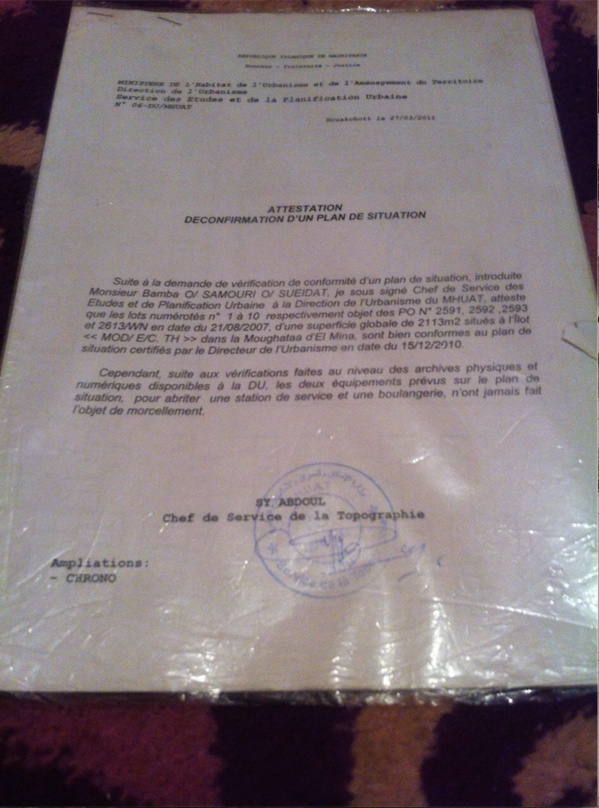 REPUBLIQUE ISLAMIQUE DE MAURITANIE
Honneur - Fraternité - Justice
MINISTERE DE L'Habitat de l'Urbanisme et de l'Aménagement du Territoire
Direction de l'Urbanisme
Service des Etudes et de la Planification Urbaine
N° 06-DU/MHUAT
Nouakchott le 27/03/2011
ATTESTATION
DECONFIRMATION D'UN PLAN DE SITUATION
Suite à la demande de vérification de conformité d'un plan de situation, introduite
Monsieur Bamba O/ SAMOURI O/ SUEIDAT, je sous signé Chef de Service des
Etudes et de Planification Urbaine à la Direction de l'Urbanisme du MHUAT, atteste
que les lots numérotés n° 1 à 10 respectivement objet des PO N° 2591, 2592 ,2593
et 2613/WN en date du 21/08/2007, d'une superficie globale de 2113m2 situés à l'Ilot
<< MOD/ E/C. TH >> dans la Moughataa d'El Mina, sont bien conformes au plan de
situation certifiés par le Directeur de l'Urbanisme en date du 15/12/2010.
Cependant, suite aux vérifications faites au niveau des archives physiques et
numériques disponibles à la DU, les deux équipements prévus sur le plan de
situation, pour abriter une station de service et une boulangerie, n'ont jamais fait
l'objet de morcellement.
SY ABDOUL
Chef de Service de la Topographie
Ampliations:
- CHRONO